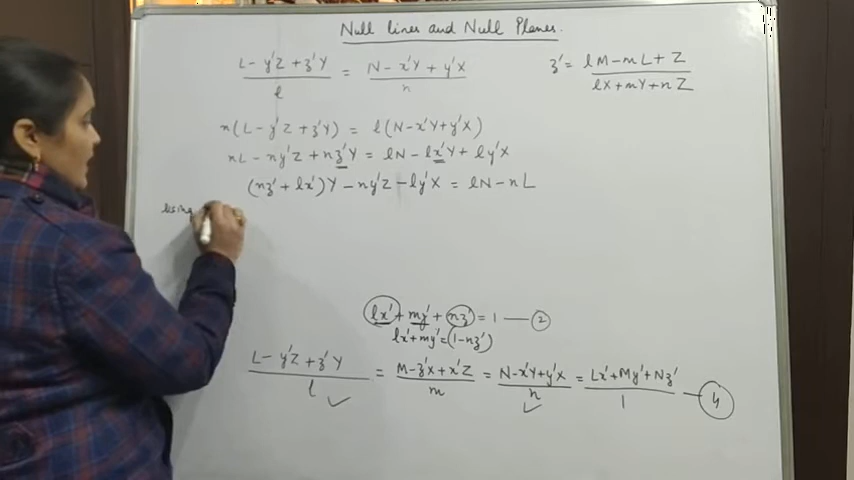 Null lines and Null Planes.
L - y'Z + z'Y / l = N - x'Y + y'X / n
z' = lM - mL + Z / lX + mY + nZ
n(L - y'Z + z'Y) = l(N - x'Y + y'X)
nL - ny'Z + nz'Y = lN - lx'Y + ly'X
(nz' + lx')Y - ny'Z - ly'X = lN - nL
Using
lx' + my' + nz' = 1 — 2
lx' + my' = (1 - nz')
L - y'Z + z'Y / l = M - z'X + x'Z / m = N - x'Y + y'X / n = Lx' + My' + Nz' / 1 — 4